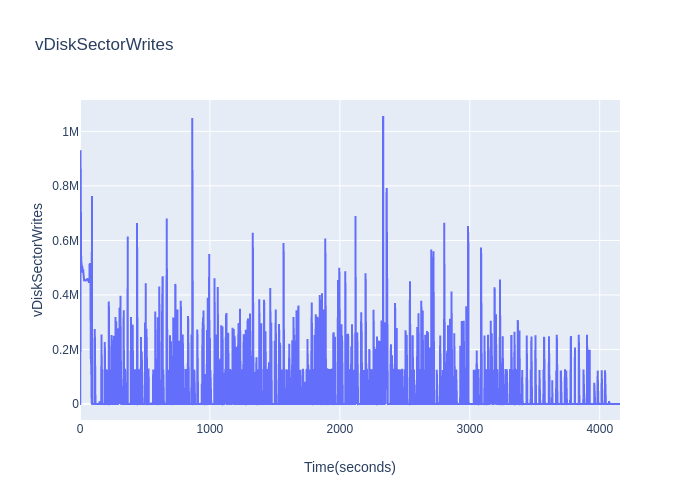 vDiskSectorWrites
1M
0.8M
0.6M
0.4M
0.2M
0
vDiskSectorWrites
0 1000 2000 3000 4000
Time(seconds)